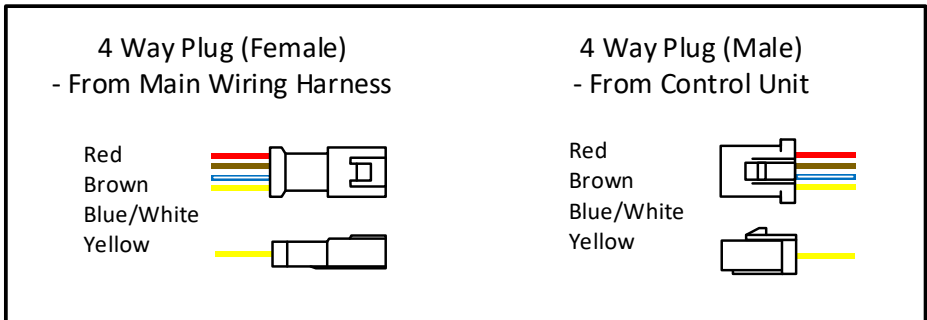 4 Way Plug (Female)
- From Main Wiring Harness
Red
Brown
Blue/White
Yellow
4 Way Plug (Male)
- From Control Unit
Red
Brown
Blue/White
Yellow